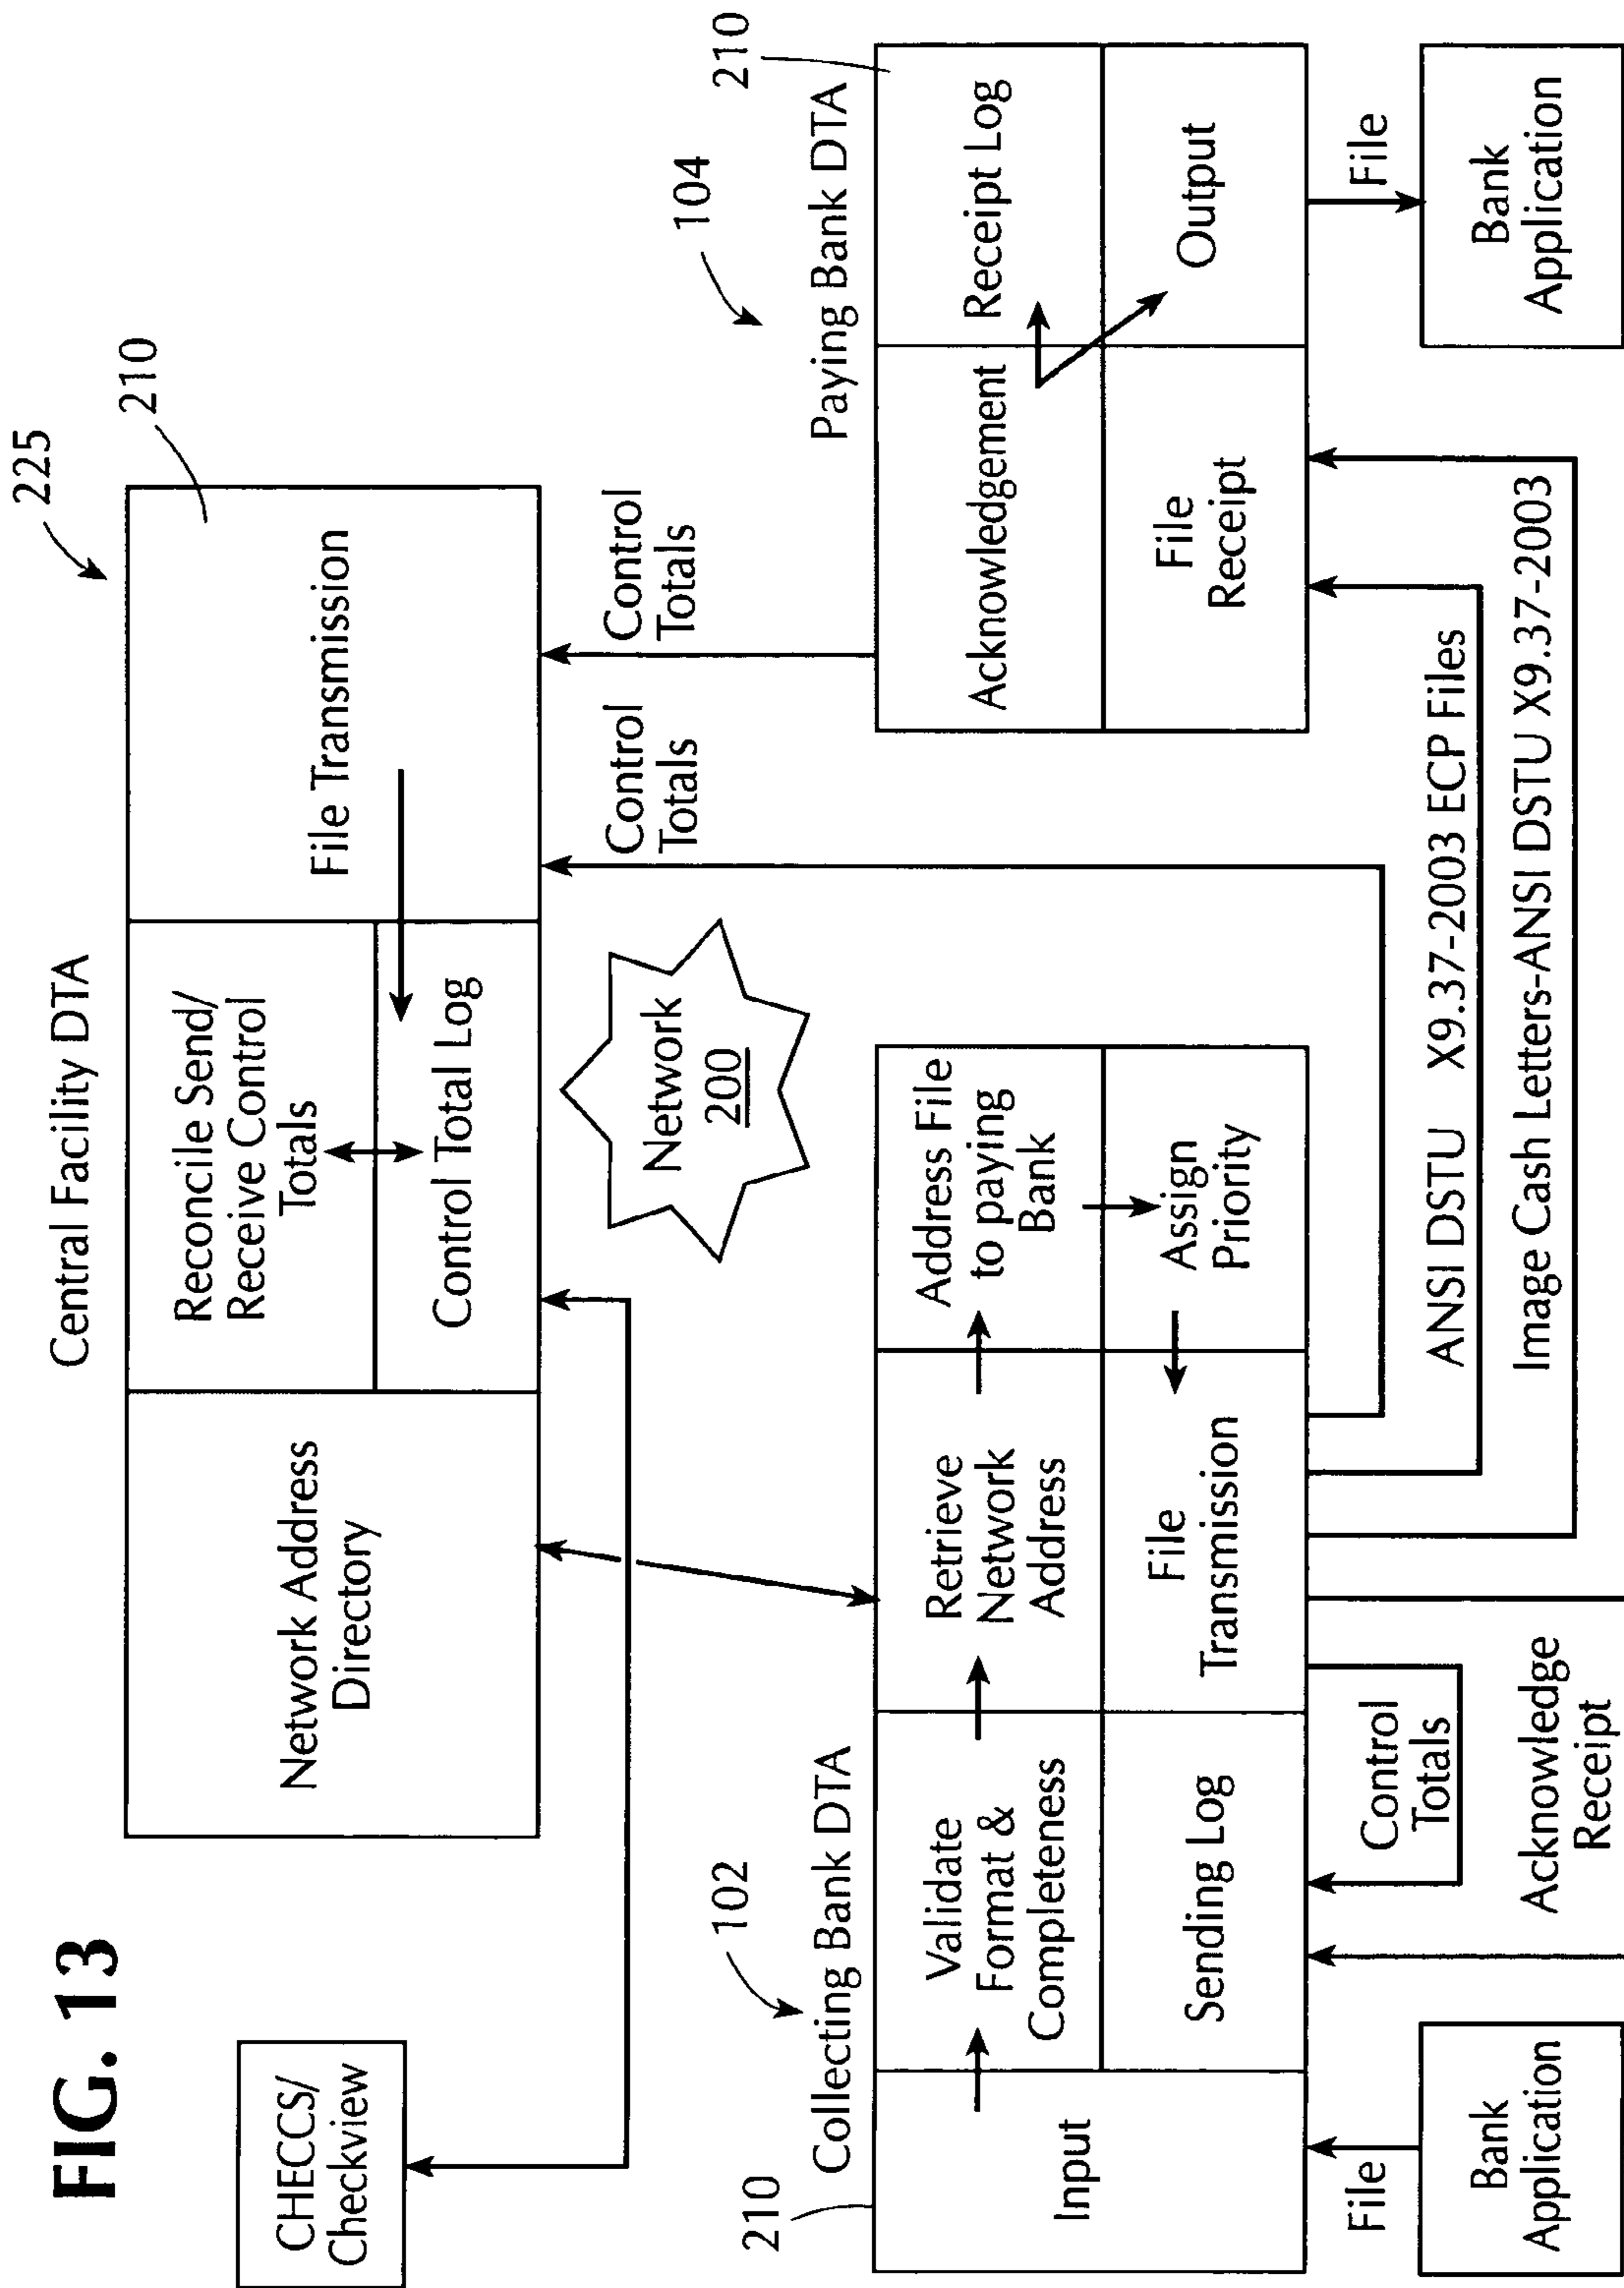 FIG. 13
CHECCS/
Checkview
Central Facility DTA
225
210
Network Address
Directory
Reconcile Send/
Receive Control
Totals
Control Total Log
File Transmission
Network
200
Control
Totals
Control
Totals
102
210
Collecting Bank DTA
Input
Validate
Format &
Completeness
Retrieve
Network
Address
Address File
to paying
Bank
Sending Log
File
Transmission
Assign
Priority
104
Paying Bank DTA
210
Acknowledgement
Receipt Log
File
Receipt
Output
File
Bank
Application
Control
Totals
Acknowledge
Receipt
ANSI DSTU X9.37-2003 ECP Files
Image Cash Letters-ANSI DSTU X9.37-2003
File
Bank
Application